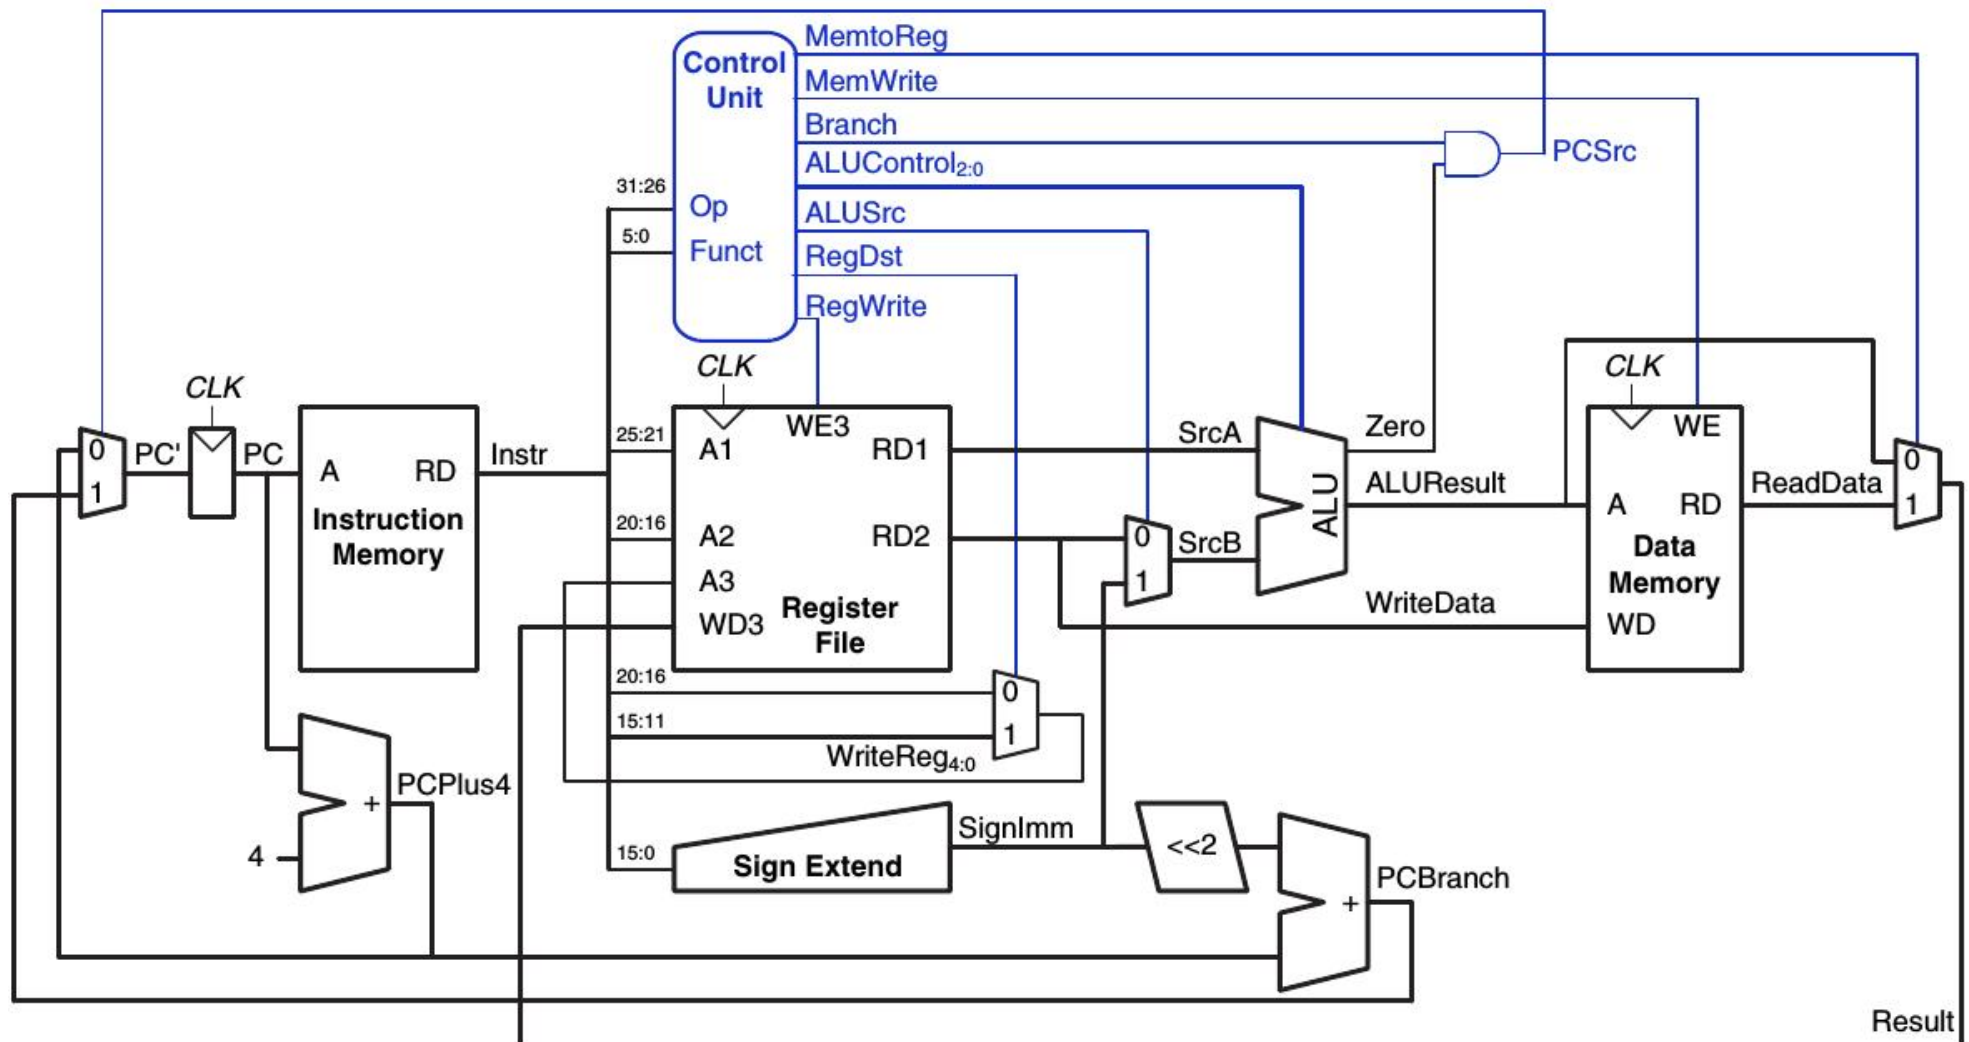 MemtoReg
Control
Unit
MemWrite
Branch
ALUControl2:0
PCSrc
31:26
Op
ALUSrc
5:0
Funct
RegDst
RegWrite
CLK
CLK
CLK
0
1
PC'
PC
A
RD
Instruction
Memory
Instr
25:21
A1
WE3
RD1
SrcA
Zero
WE
0
1
20:16
A2
RD2
0
1
SrcB
ALU
ALUResult
A
RD
ReadData
Data
Memory
A3
WD3
Register
File
WriteData
WD
20:16
0
15:11
1
WriteReg4:0
PCPlus4
+
4
15:0
Sign Extend
SignImm
<<2
PCBranch
+
Result